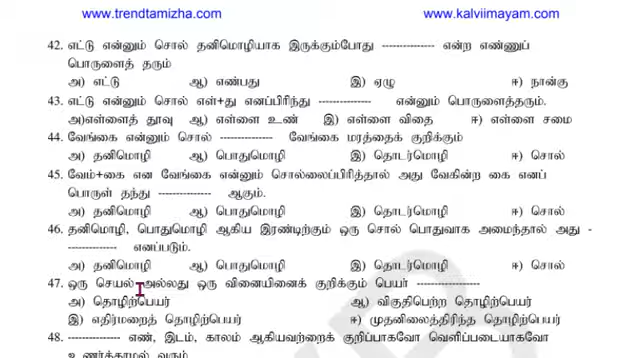 www.trendtamizha.com www.kalviimayam.com
42. எட்டு என்னும் சொல் தனிமொழியாக இருக்கும்போது -------------- என்ற எண்ணுப்
பொருளைத் தரும்
அ) எட்டு ஆ) எண்பது இ) ஏழு ஈ) நான்கு
43. எட்டு என்னும் சொல் எள்+து எனப்பிரிந்து -------------- என்னும் பொருளைத்தரும்.
அ)எள்ளைத் தூவு ஆ) எள்ளை உண் இ) எள்ளை விதை ஈ) எள்ளை சமை
44. வேங்கை என்னும் சொல் -------------- வேங்கை மரத்தைக் குறிக்கும்
அ) தனிமொழி ஆ) பொதுமொழி இ) தொடர்மொழி ஈ) சொல்
45. வேம்+கை என வேங்கை என்னும் சொல்லைப்பிரித்தால் அது வேகின்ற கை எனப்
பொருள் தந்து -------------- ஆகும்.
அ) தனிமொழி ஆ) பொதுமொழி இ) தொடர்மொழி ஈ) சொல்
46. தனிமொழி, பொதுமொழி ஆகிய இரண்டிற்கும் ஒரு சொல் பொதுவாக அமைந்தால் அது -
------------- எனப்படும்.
அ) தனிமொழி ஆ) பொதுமொழி இ) தொடர்மொழி ஈ) சொல்
47. ஒரு செயல் அல்லது ஒரு வினையினைக் குறிக்கும் பெயர் -----------------
அ) தொழிற்பெயர் ஆ) விகுதிபெற்ற தொழிற்பெயர்
இ) எதிர்மறைத் தொழிற்பெயர் ஈ) முதனிலைத்திரிந்த தொழிற்பெயர்
48. -------------- எண், இடம், காலம் ஆகியவற்றைக் குறிப்பாகவோ வெளிப்படையாகவோ
உணர்த்தாமல் வரும்